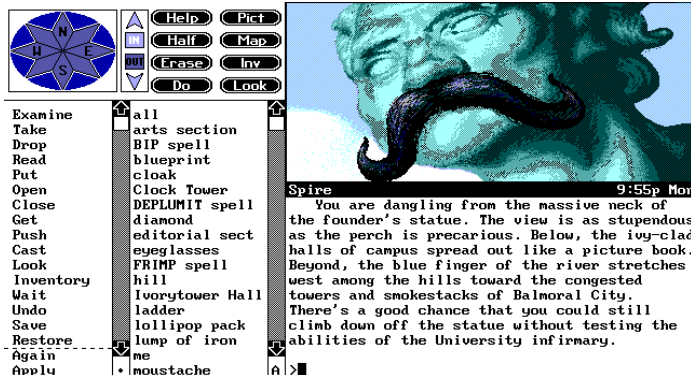 N
W E
S
IN
OUT
Help
Pict
Half
Map
Erase
Inv
Do
Look
Examine
Take
Drop
Read
Put
Open
Close
Get
Push
Cast
Look
Inventory
Wait
Undo
Save
Restore
Again
Apply
all
arts section
BIP spell
blueprint
cloak
Clock Tower
DEPLUMIT spell
diamond
editorial sect
eyeglasses
FRIMP spell
hill
Ivorytower Hall
ladder
lollipop pack
lump of iron
me
moustache
A
Spire 9:55p Mon
You are dangling from the massive neck of
the founder's statue. The view is as stupendous
as the perch is precarious. Below, the ivy-clad
halls of campus spread out like a picture book.
Beyond, the blue finger of the river stretches
west among the hills toward the congested
towers and smokestacks of Balmoral City.
There's a good chance that you could still
climb down off the statue without testing the
abilities of the University infirmary.
>